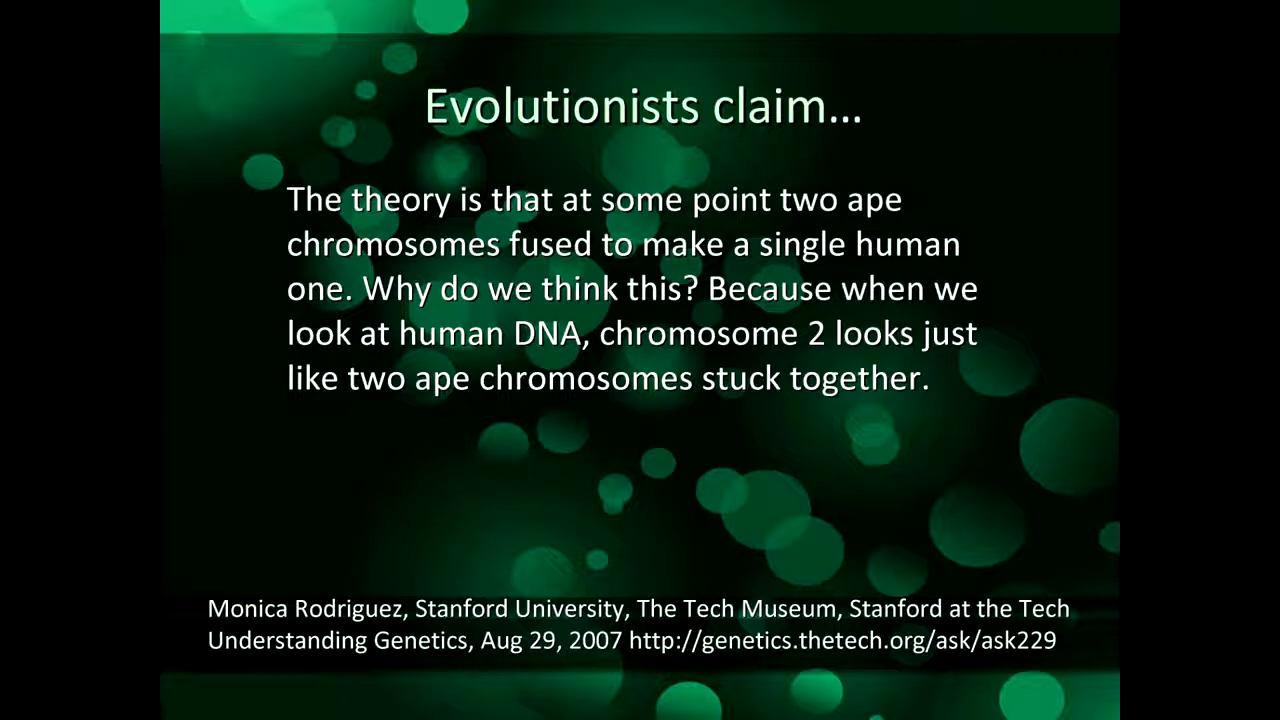 Evolutionists claim…
The theory is that at some point two ape
chromosomes fused to make a single human
one. Why do we think this? Because when we
look at human DNA, chromosome 2 looks just
like two ape chromosomes stuck together.
Monica Rodriguez, Stanford University, The Tech Museum, Stanford at the Tech
Understanding Genetics, Aug 29, 2007 http://genetics.thetech.org/ask/ask229